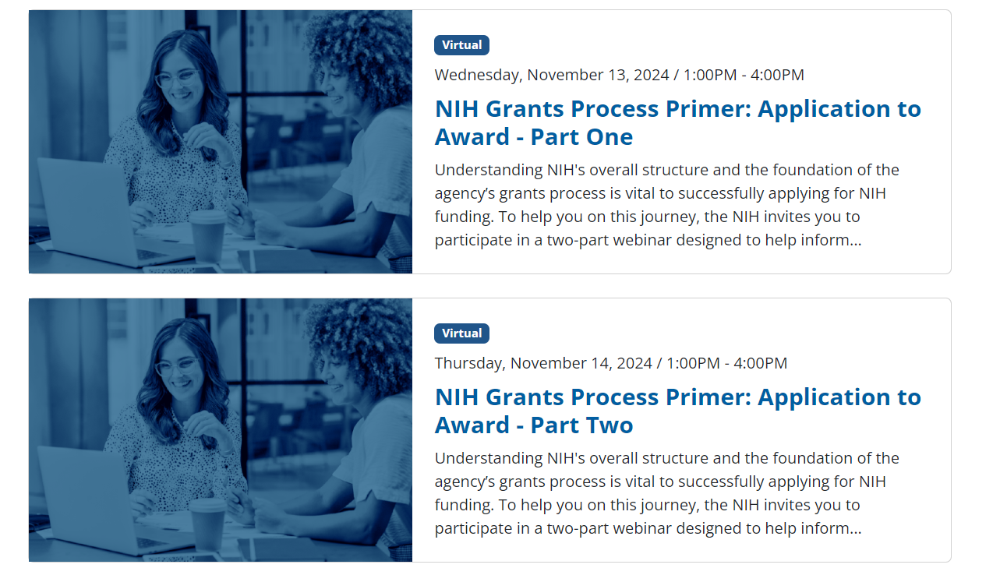 Virtual
Wednesday, November 13, 2024 / 1:00PM - 4:00PM
NIH Grants Process Primer: Application to
Award - Part One
Understanding NIH's overall structure and the foundation of the
agency’s grants process is vital to successfully applying for NIH
funding. To help you on this journey, the NIH invites you to
participate in a two-part webinar designed to help inform...
Virtual
Thursday, November 14, 2024 / 1:00PM - 4:00PM
NIH Grants Process Primer: Application to
Award - Part Two
Understanding NIH's overall structure and the foundation of the
agency’s grants process is vital to successfully applying for NIH
funding. To help you on this journey, the NIH invites you to
participate in a two-part webinar designed to help inform...